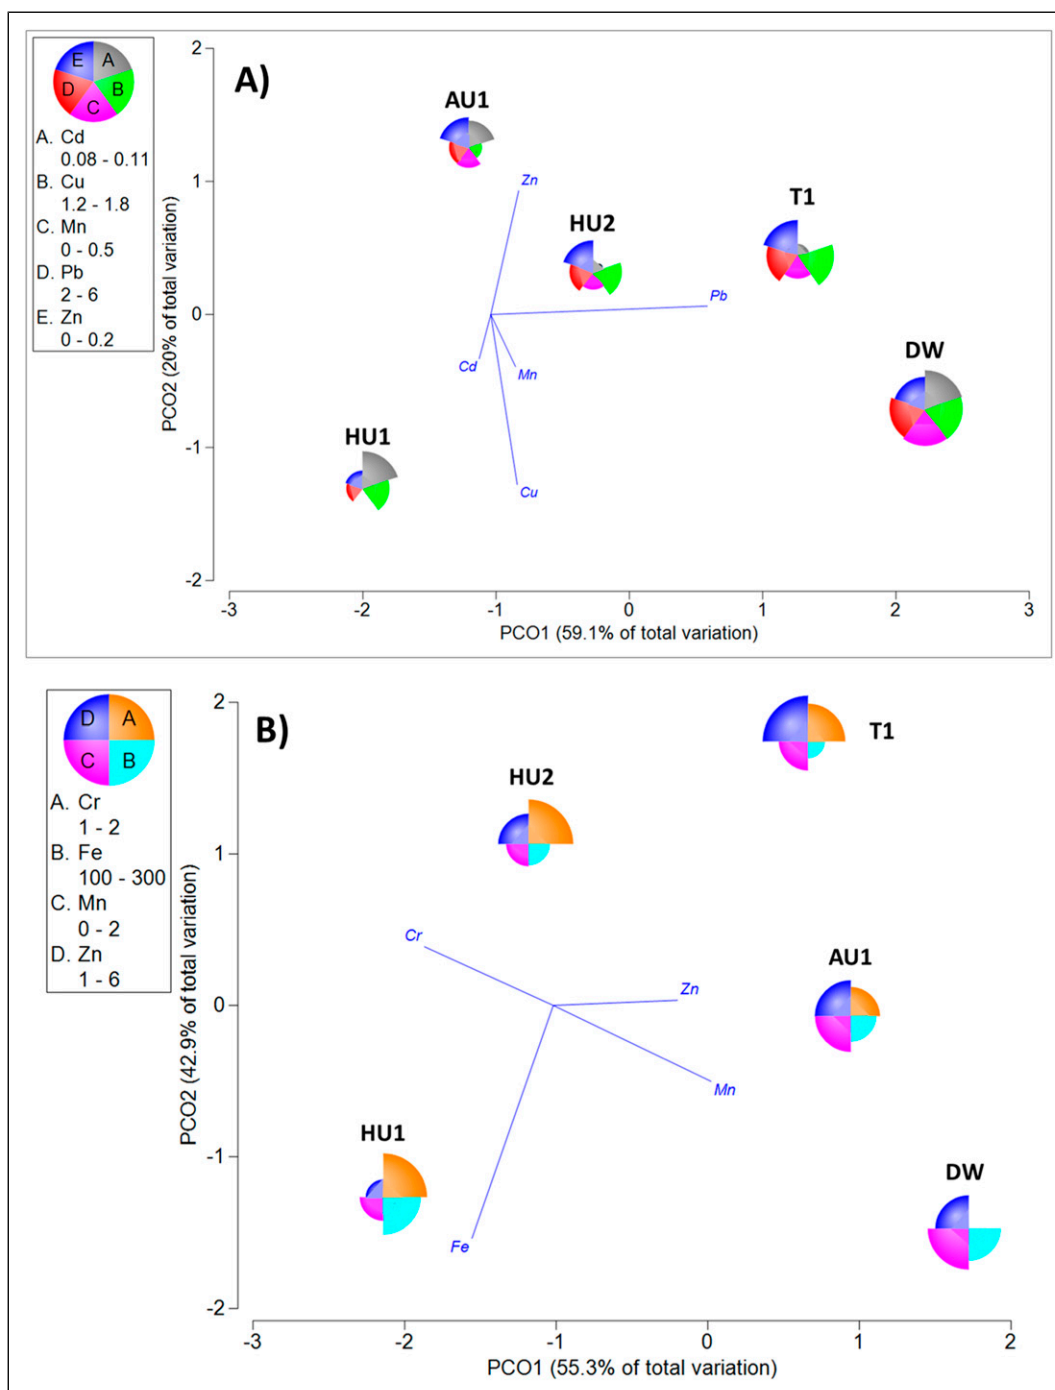 E A
D B
C
A. Cd
0.08 - 0.11
B. Cu
1.2 - 1.8
C. Mn
0 - 0.5
D. Pb
2 - 6
E. Zn
0 - 0.2
A)
2
1
0
-1
-2
PCO2 (20% of total variation)
AU1
Zn
HU2
T1
Pb
DW
Cd
Mn
HU1
Cu
-3 -2 -1 0 1 2 3
PCO1 (59.1% of total variation)
D A
C B
A. Cr
1 - 2
B. Fe
100 - 300
C. Mn
0 - 2
D. Zn
1 - 6
B)
2
1
0
-1
-2
PCO2 (42.9% of total variation)
T1
HU2
Cr
Zn
AU1
Mn
HU1
DW
Fe
-3 -2 -1 0 1 2
PCO1 (55.3% of total variation)